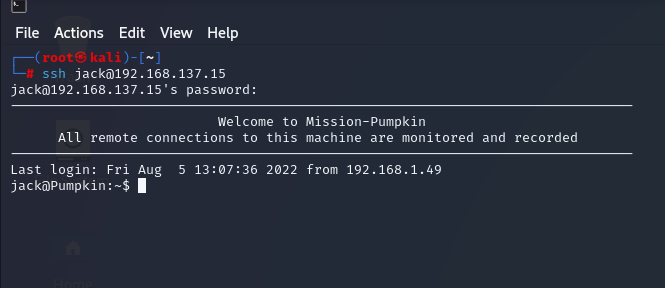 File Actions Edit View Help
┌──(root㉿kali)-[~]
└─# ssh jack@192.168.137.15
jack@192.168.137.15's password:
Welcome to Mission-Pumpkin
All remote connections to this machine are monitored and recorded
Last login: Fri Aug  5 13:07:36 2022 from 192.168.1.49
jack@Pumpkin:~$
Home